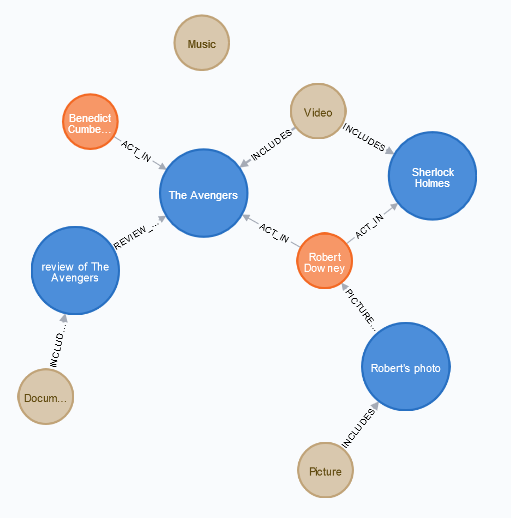 Music
Benedict
Cumbe...
Video
ACT_IN
INCLUDES
INCLUDES
Sherlock
Holmes
The Avengers
ACT_IN
ACT_IN
REVIEW_...
Robert
Downey
review of The
Avengers
PICTURE...
INCLUD...
Robert's photo
Docum...
INCLUDES
Picture